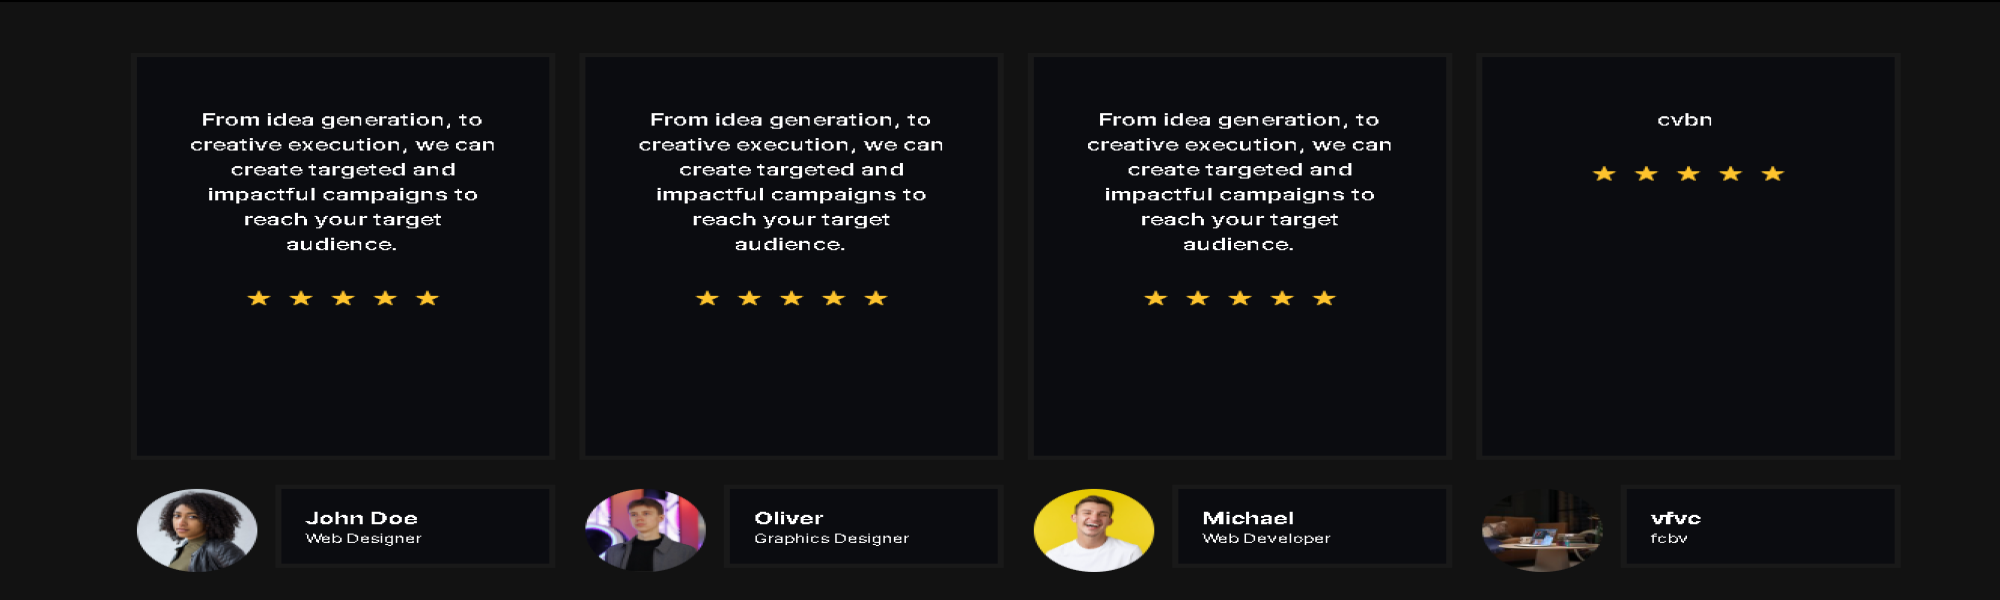 From idea generation, to
creative execution, we can
create targeted and
impactful campaigns to
reach your target
audience.
John Doe
Web Designer
From idea generation, to
creative execution, we can
create targeted and
impactful campaigns to
reach your target
audience.
Oliver
Graphics Designer
From idea generation, to
creative execution, we can
create targeted and
impactful campaigns to
reach your target
audience.
Michael
Web Developer
cvbn
vfvc
fcbv